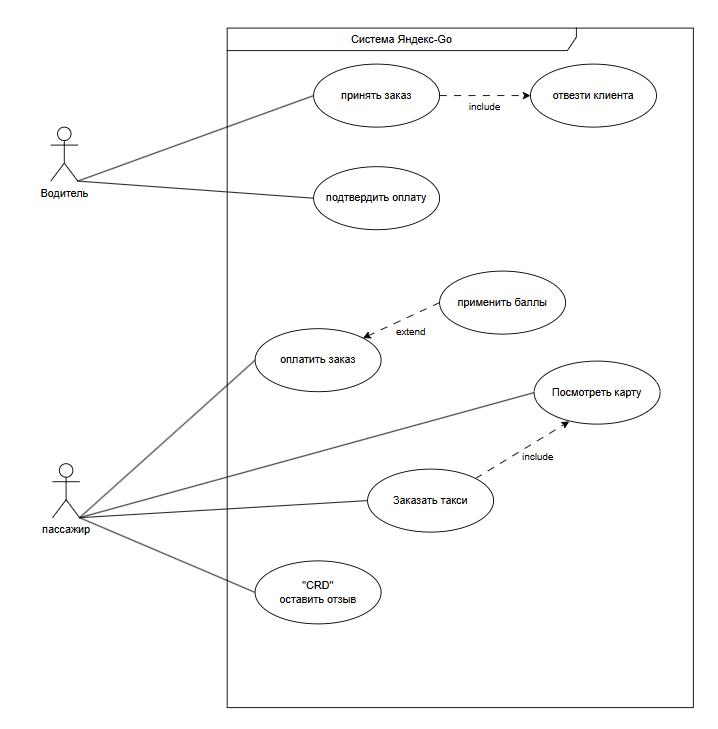 Система Яндекс-Go
принять заказ
include
отвезти клиента
Водитель
подтвердить оплату
применить баллы
extend
оплатить заказ
Посмотреть карту
include
Заказать такси
пассажир
"CRD"
оставить отзыв